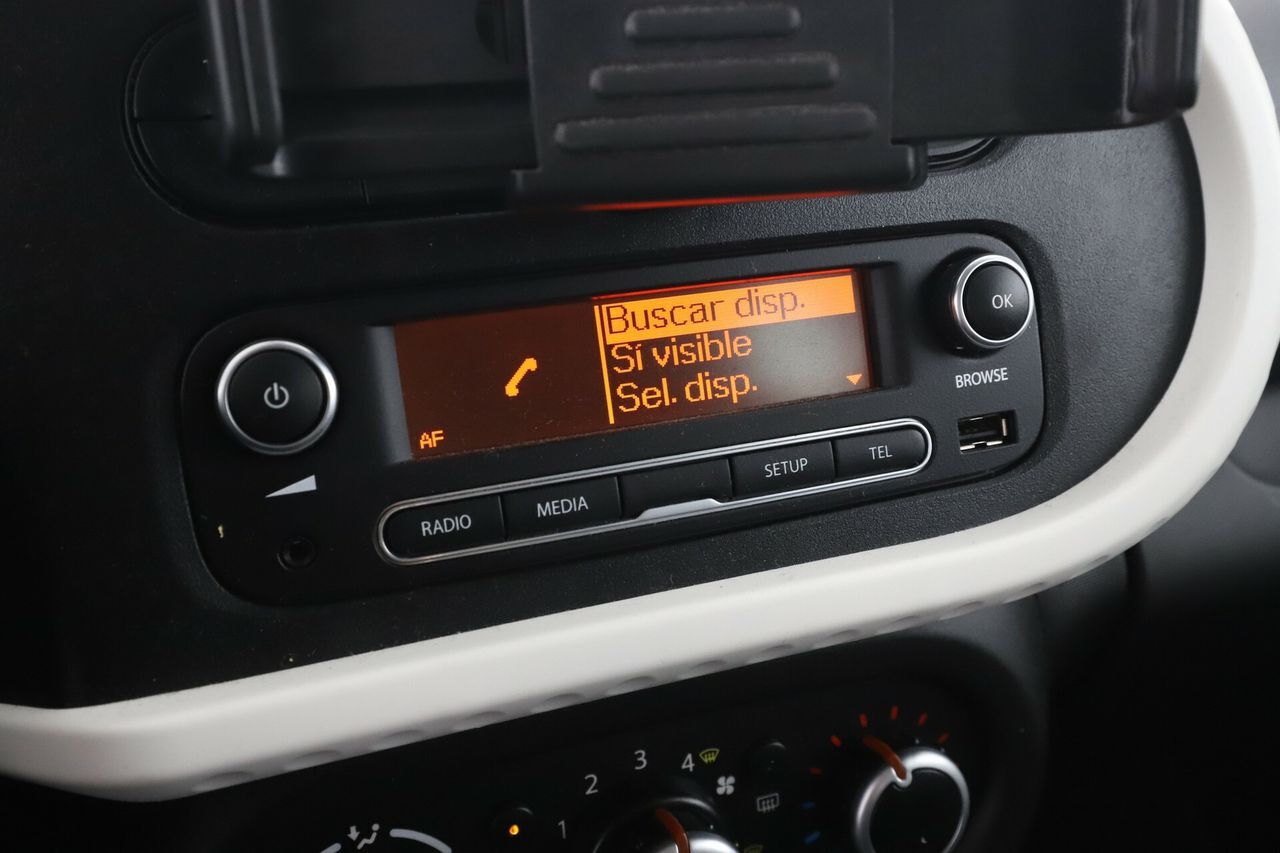 Buscar disp.
Sí visible
Sel. disp.
AF
OK
BROWSE
RADIO
MEDIA
SETUP
TEL
1
2
3
4